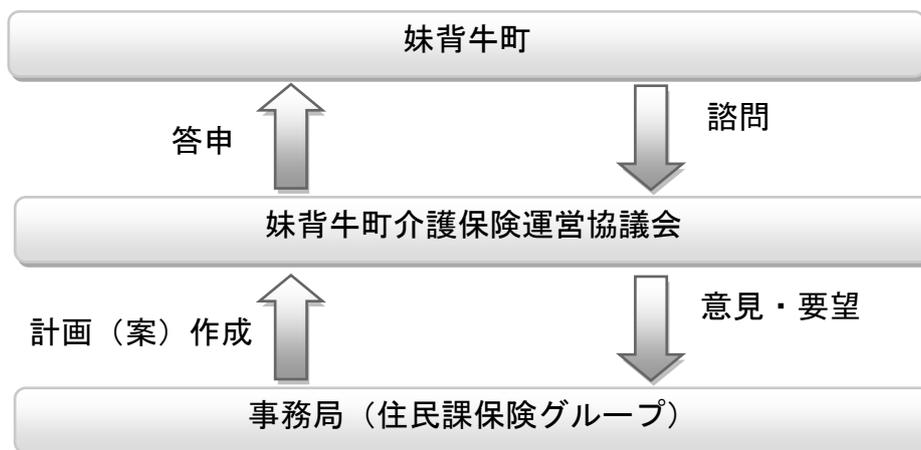 妹背牛町
答申
諮問
妹背牛町介護保険運営協議会
計画（案）作成
意見・要望
事務局（住民課保険グループ）